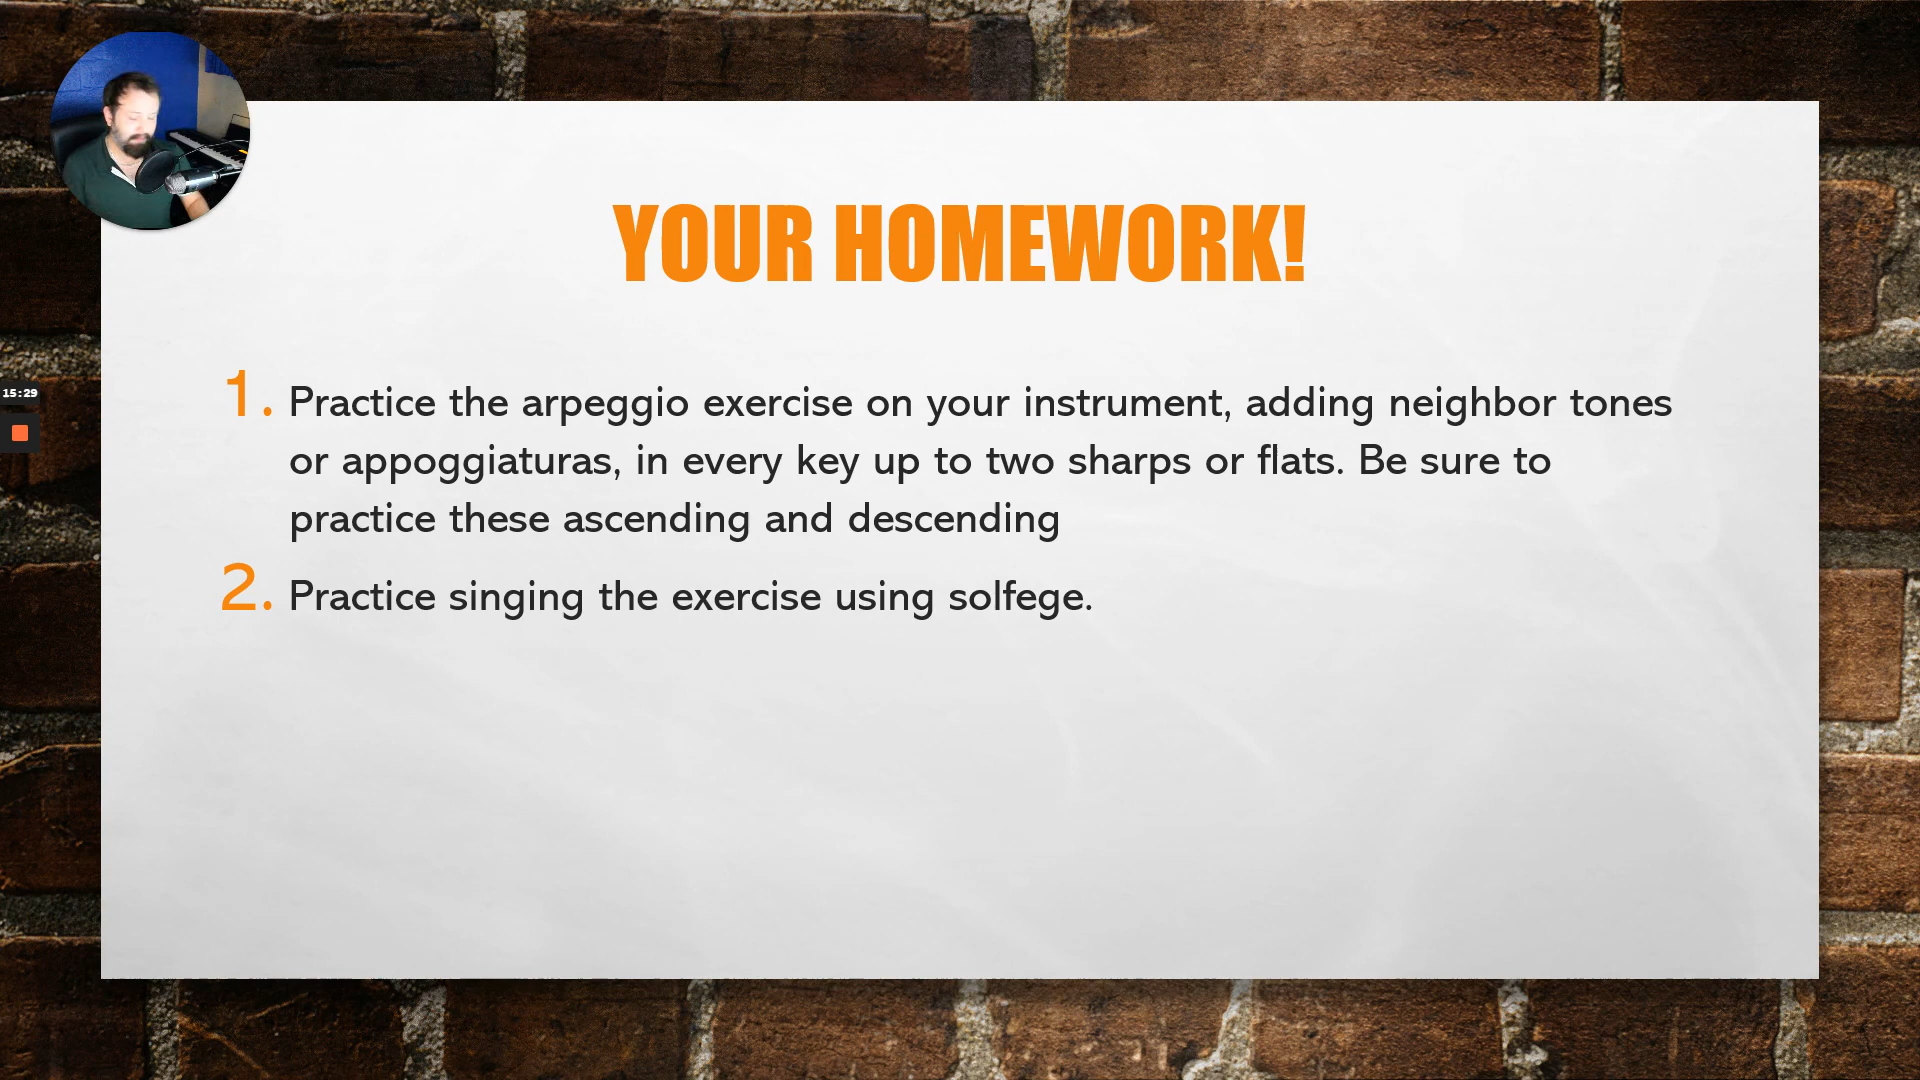 YOUR HOMEWORK!
15:29
1. Practice the arpeggio exercise on your instrument, adding neighbor tones
or appoggiaturas, in every key up to two sharps or flats. Be sure to
practice these ascending and descending
2. Practice singing the exercise using solfege.